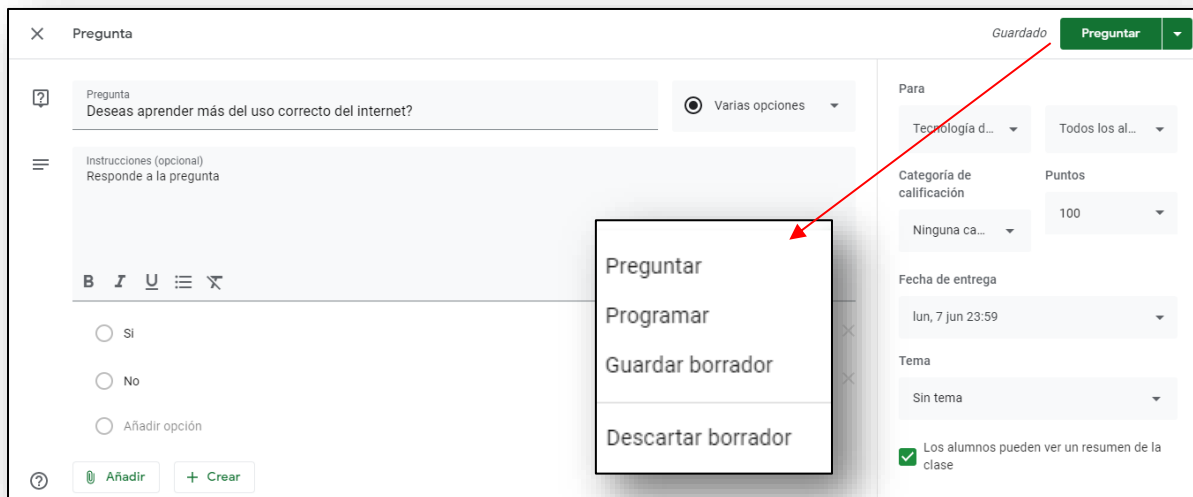 Pregunta
Guardado
Preguntar
Pregunta
Deseas aprender más del uso correcto del internet?
Varias opciones
Instrucciones (opcional)
Responde a la pregunta
B I U
Si
No
Añadir opción
Añadir
+ Crear
Preguntar
Programar
Guardar borrador
Descartar borrador
Para
Tecnología d...
Todos los al...
Categoría de
calificación
Puntos
Ninguna ca...
100
Fecha de entrega
lun, 7 jun 23:59
Tema
Sin tema
Los alumnos pueden ver un resumen de la
clase